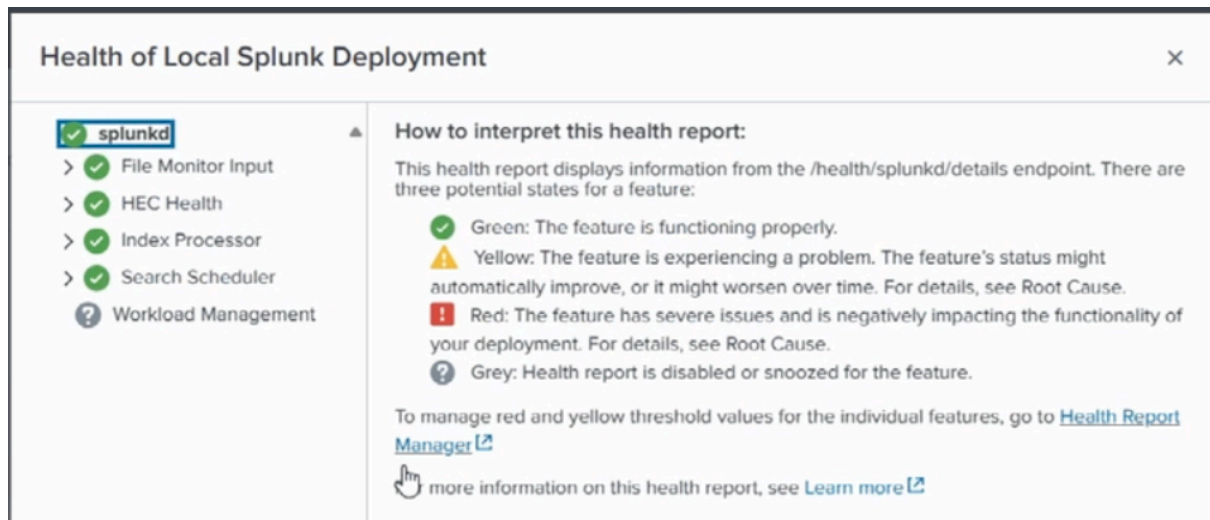 Health of Local Splunk Deployment
splunkd
File Monitor Input
HEC Health
Index Processor
Search Scheduler
Workload Management
How to interpret this health report:
This health report displays information from the /health/splunkd/details endpoint. There are
three potential states for a feature:
Green: The feature is functioning properly.
Yellow: The feature is experiencing a problem. The feature's status might
automatically improve, or it might worsen over time. For details, see Root Cause.
Red: The feature has severe issues and is negatively impacting the functionality of
your deployment. For details, see Root Cause.
Grey: Health report is disabled or snoozed for the feature.
To manage red and yellow threshold values for the individual features, go to Health Report
Manager
more information on this health report, see Learn more